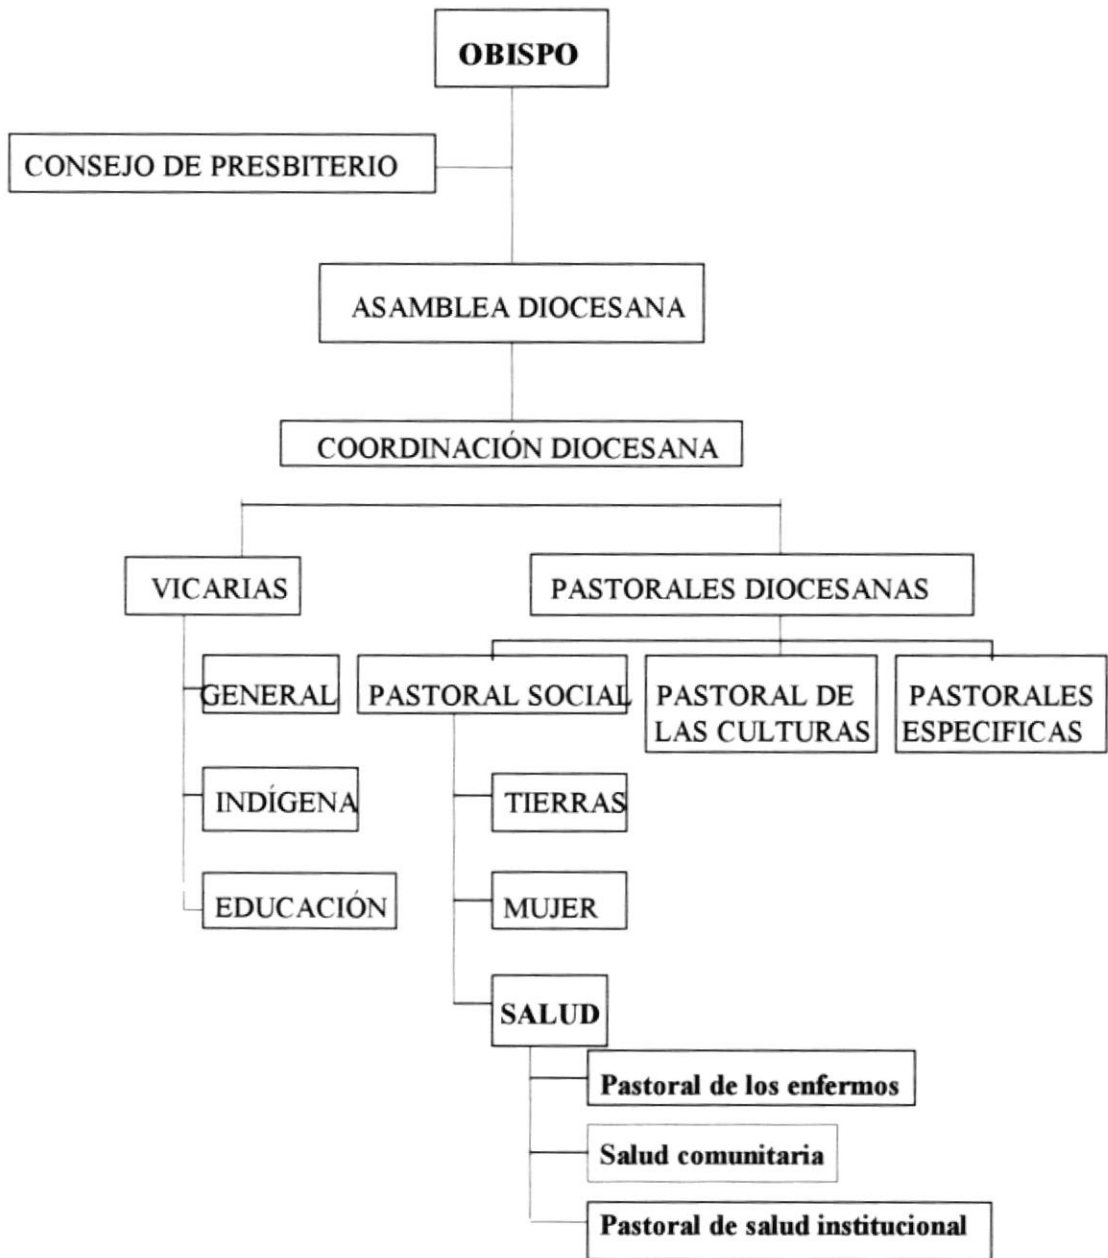 OBISPO
CONSEJO DE PRESBITERIO
ASAMBLEA DIOCESANA
COORDINACIÓN DIOCESANA
VICARIAS
PASTORALES DIOCESANAS
GENERAL
PASTORAL SOCIAL
PASTORAL DE
LAS CULTURAS
PASTORALES
ESPECIFICAS
INDÍGENA
TIERRAS
EDUCACIÓN
MUJER
SALUD
Pastoral de los enfermos
Salud comunitaria
Pastoral de salud institucional